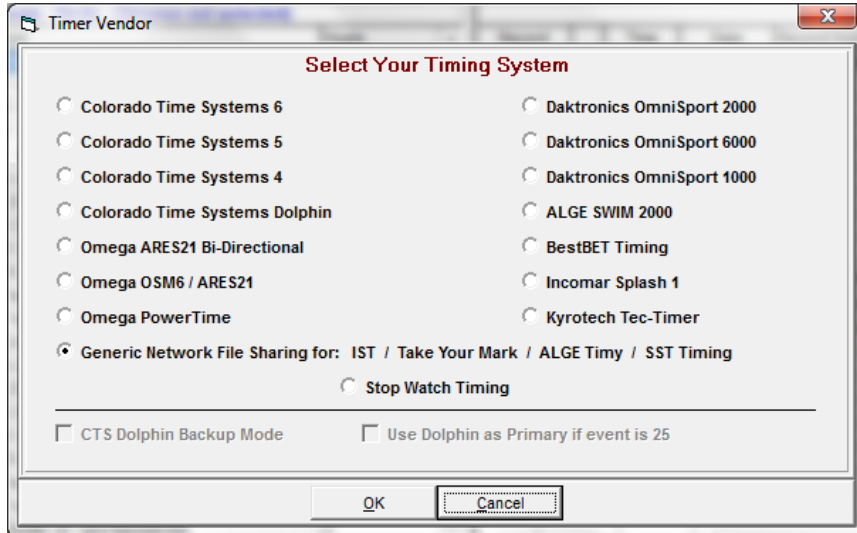 Timer Vendor
Select Your Timing System
Colorado Time Systems 6
Daktronics OmniSport 2000
Colorado Time Systems 5
Daktronics OmniSport 6000
Colorado Time Systems 4
Daktronics OmniSport 1000
Colorado Time Systems Dolphin
ALGE SWIM 2000
Omega ARES21 Bi-Directional
BestBET Timing
Omega OSM6 / ARES21
Incomar Splash 1
Omega PowerTime
Kyrotech Tec-Timer
Generic Network File Sharing for: IST / Take Your Mark / ALGE Timy / SST Timing
Stop Watch Timing
CTS Dolphin Backup Mode
Use Dolphin as Primary if event is 25
OK
Cancel